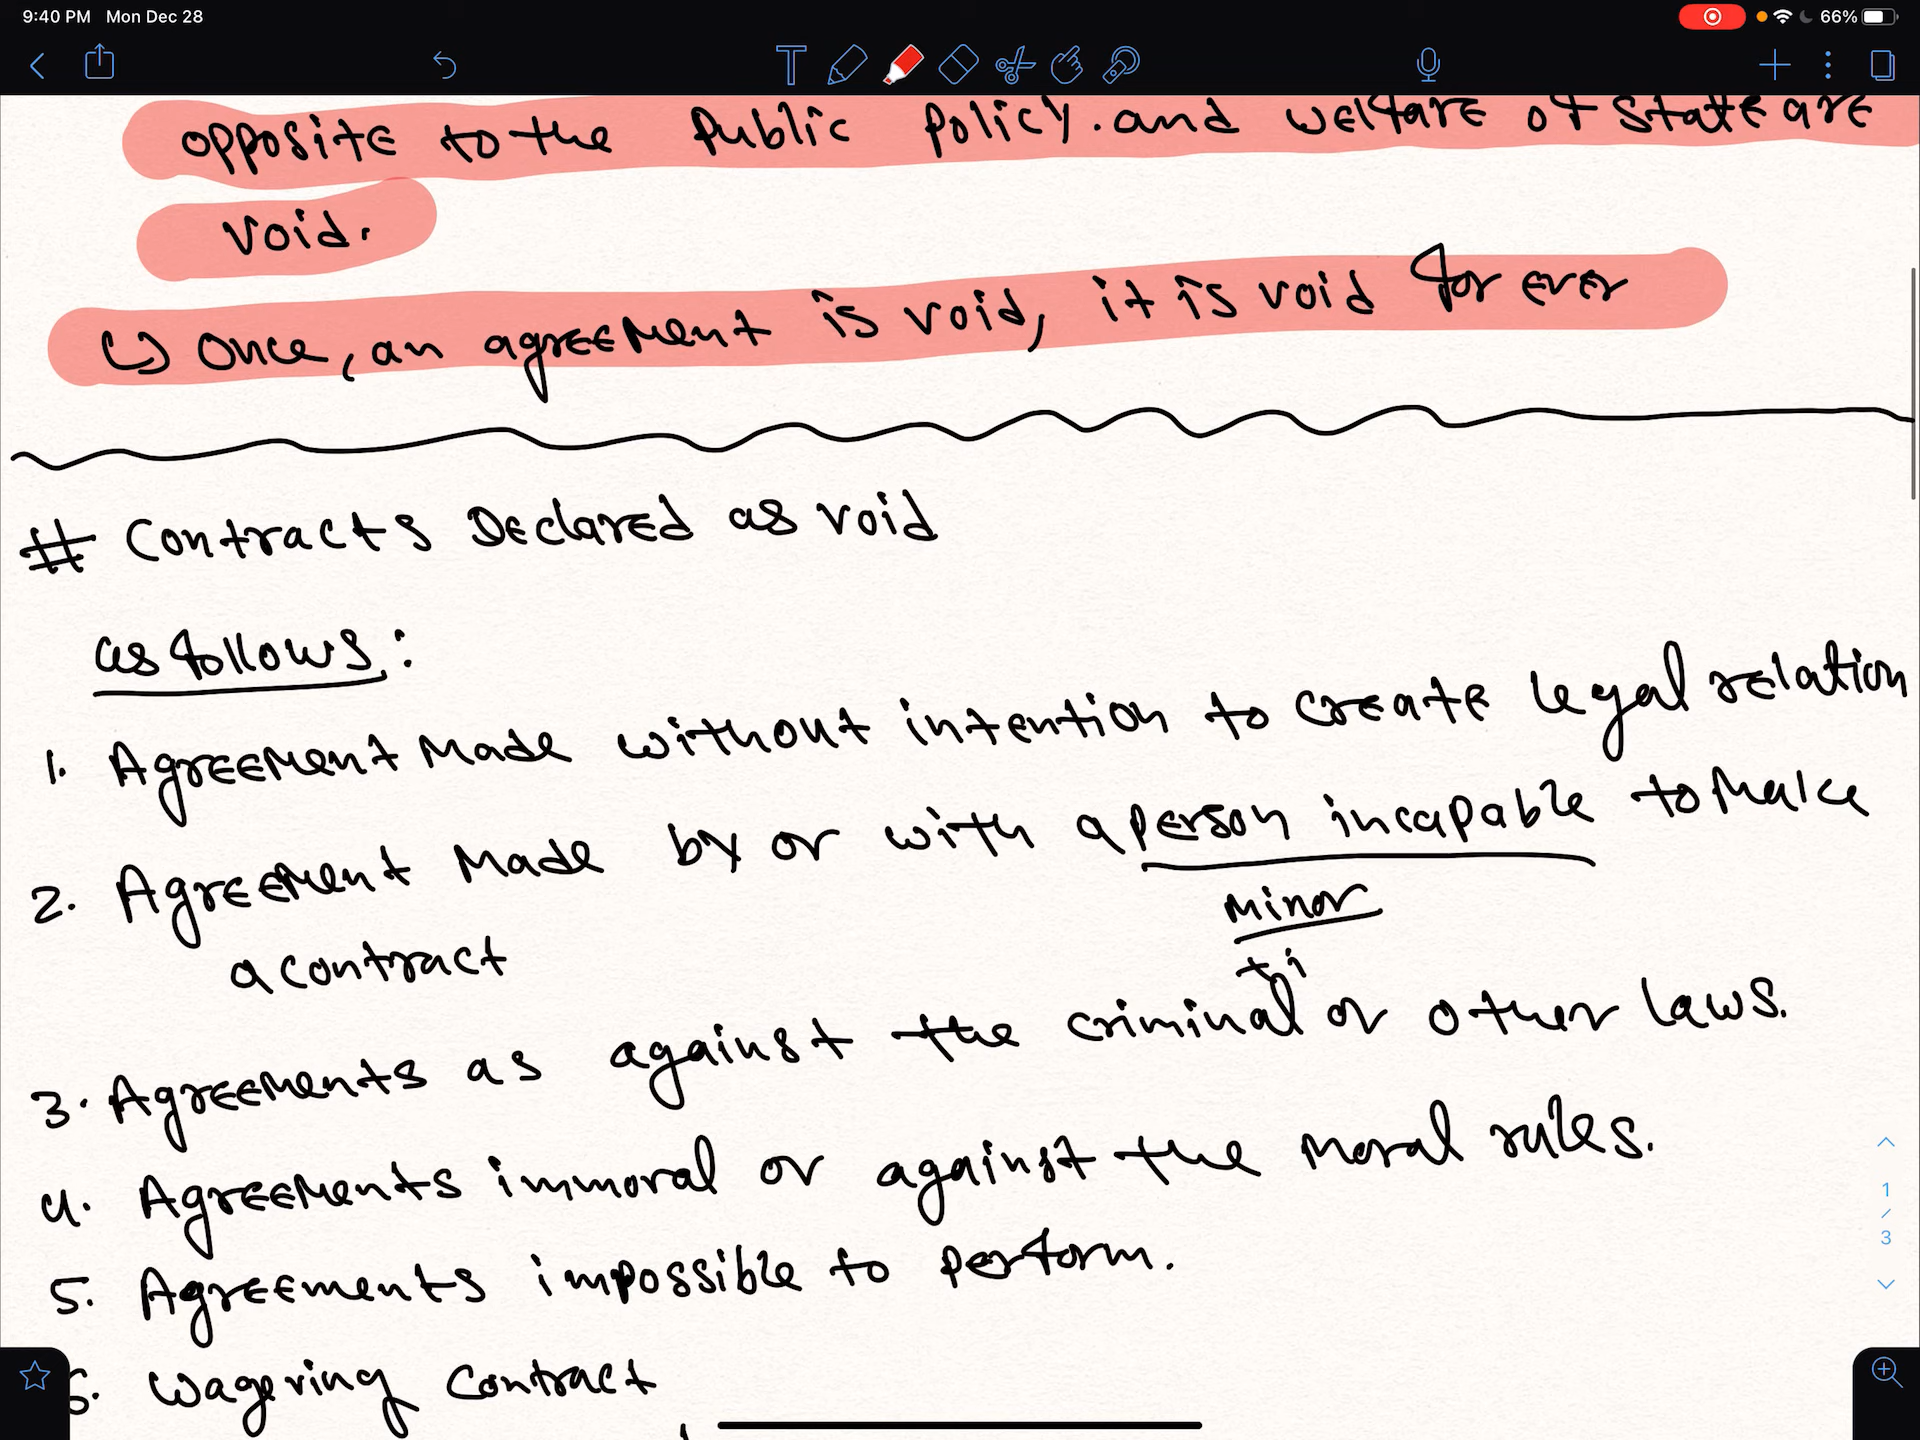 9:40 PM Mon Dec 28
66%
opposite to the Public Policy. and welfare of state are
void.
↪ Once, an agreement is void, it is void for ever
# Contracts Declared as void
as follows:
1. Agreement Made without intention to create legal relation
2. Agreement Made by or with a person incapable to Make
minor
a contract
3. Agreements as against the criminal or other laws.
4. Agreements immoral or against the Moral rules.
5. Agreements impossible to perform.
6. Wagering Contract
1
/
3